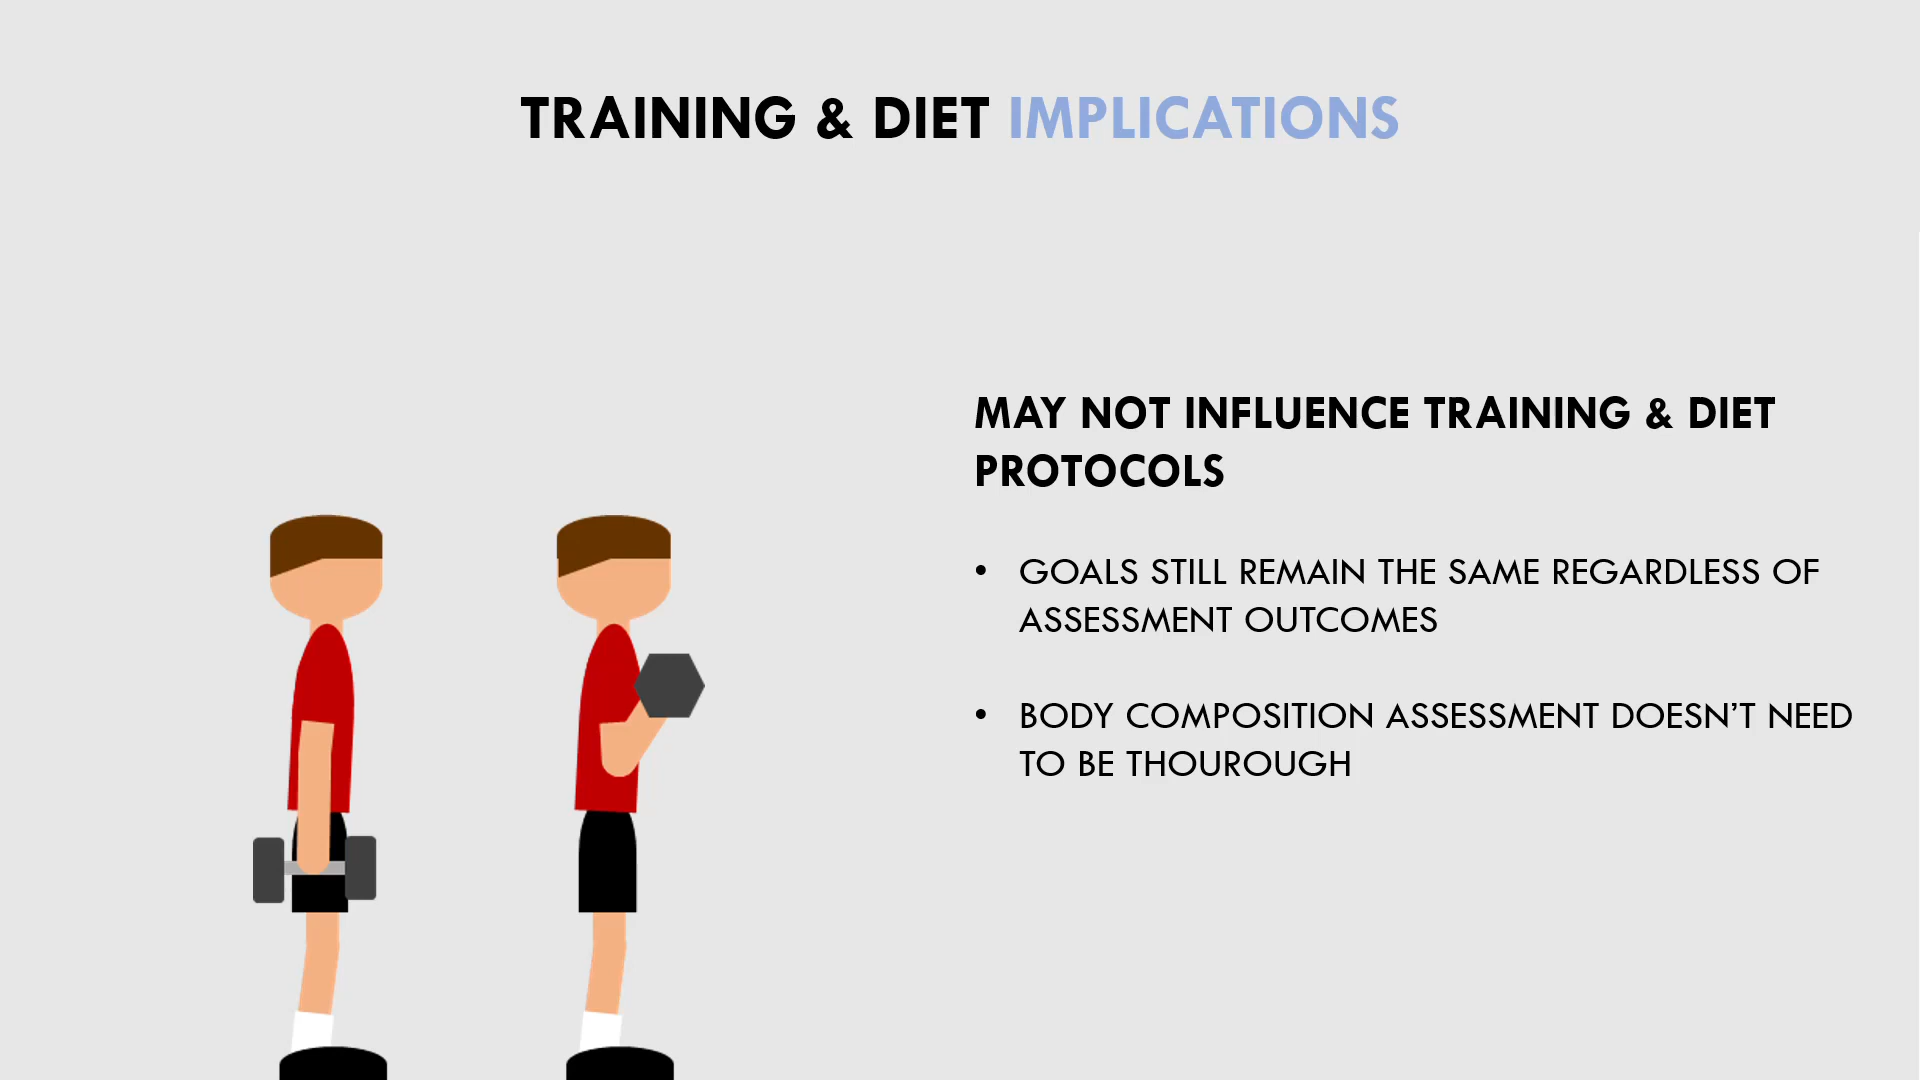 TRAINING & DIET IMPLICATIONS
MAY NOT INFLUENCE TRAINING & DIET
PROTOCOLS
• GOALS STILL REMAIN THE SAME REGARDLESS OF
ASSESSMENT OUTCOMES
• BODY COMPOSITION ASSESSMENT DOESN’T NEED
TO BE THOUROUGH